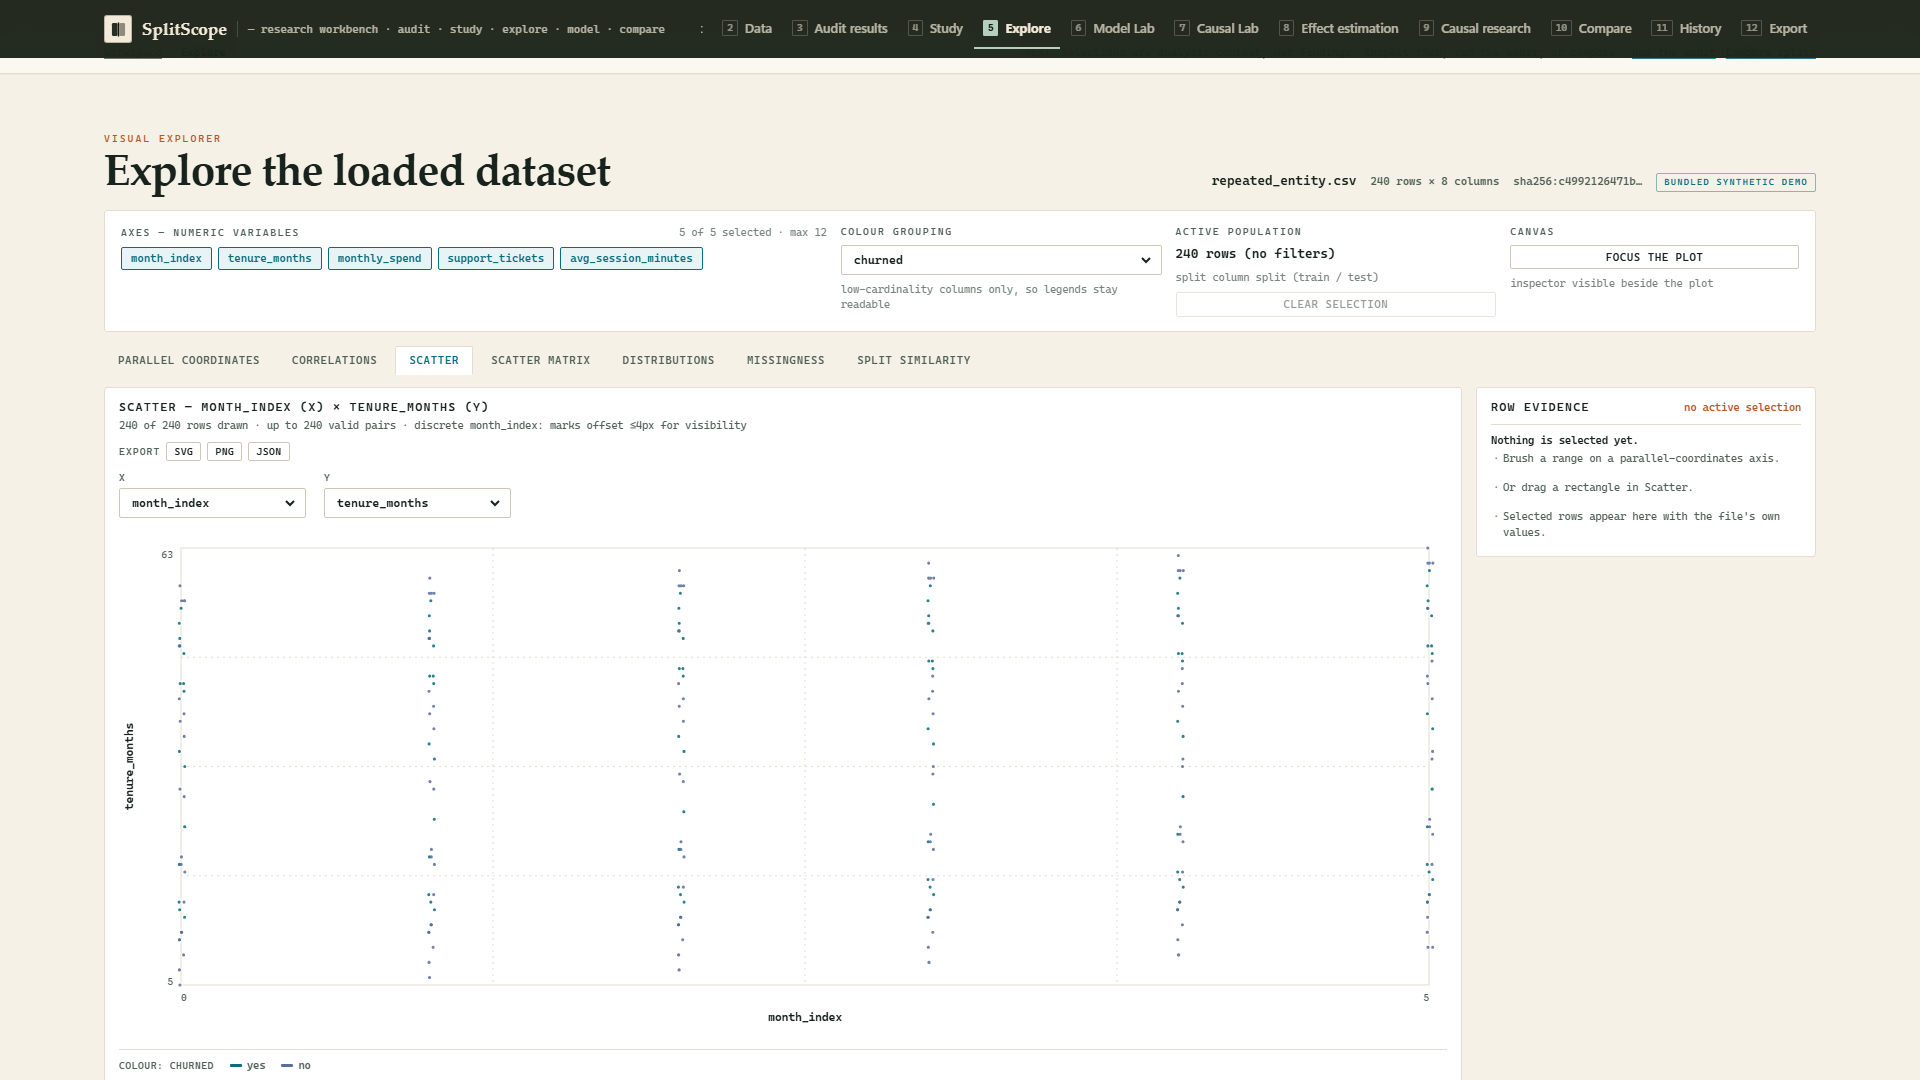 SplitScope — research workbench · audit · study · explore · model · compare : 2 Data 3 Audit results 4 Study 5 Explore 6 Model Lab 7 Causal Lab 8 Effect estimation 9 Causal research 10 Compare 11 History 12 Export
VISUAL EXPLORER
Explore the loaded dataset
repeated_entity.csv 240 rows × 8 columns sha256:c4992126471b… BUNDLED SYNTHETIC DEMO
AXES — NUMERIC VARIABLES 5 of 5 selected · max 12
month_index tenure_months monthly_spend support_tickets avg_session_minutes
COLOUR GROUPING
churned
low-cardinality columns only, so legends stay
readable
ACTIVE POPULATION
240 rows (no filters)
split column split (train / test)
CLEAR SELECTION
CANVAS
FOCUS THE PLOT
inspector visible beside the plot
PARALLEL COORDINATES CORRELATIONS SCATTER SCATTER MATRIX DISTRIBUTIONS MISSINGNESS SPLIT SIMILARITY
SCATTER — MONTH_INDEX (X) × TENURE_MONTHS (Y)
240 of 240 rows drawn · up to 240 valid pairs · discrete month_index: marks offset ≤4px for visibility
EXPORT SVG PNG JSON
X Y
month_index tenure_months
63
tenure_months
5
0 5
month_index
COLOUR: CHURNED yes no
ROW EVIDENCE no active selection
Nothing is selected yet.
· Brush a range on a parallel-coordinates axis.
· Or drag a rectangle in Scatter.
· Selected rows appear here with the file's own
values.